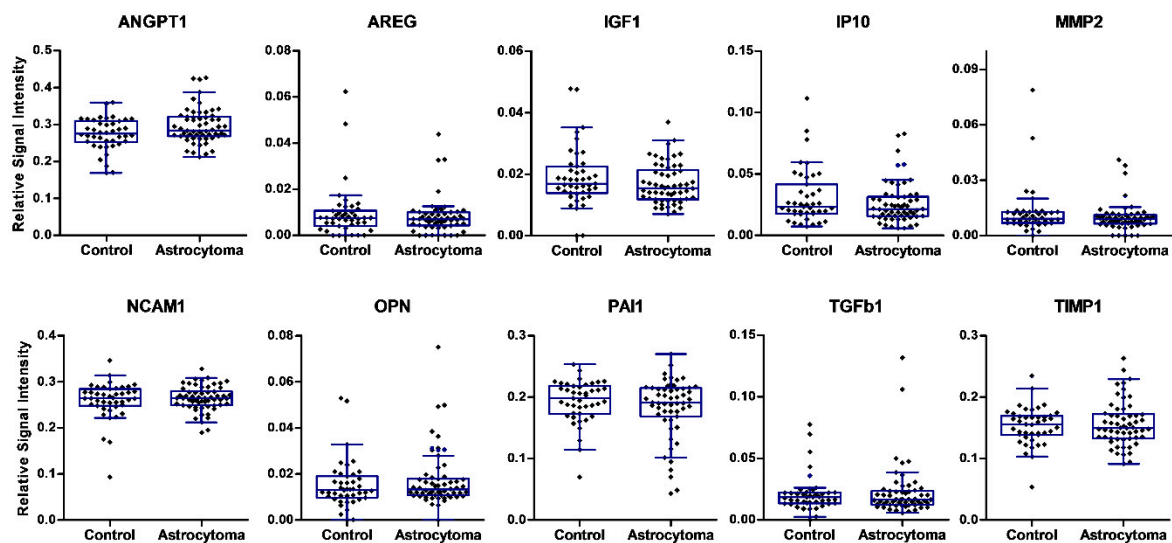 ANGPT1 AREG IGF1 IP10 MMP2
Relative Signal Intensity
0.5 0.08 0.06 0.15 0.09
0.4 0.06 0.04 0.10 0.06
0.3 0.04 0.02 0.05 0.03
0.2 0.02 0.00 0.00 0.00
0.1 0.00
0.0
Control Astrocytoma Control Astrocytoma Control Astrocytoma Control Astrocytoma Control Astrocytoma
NCAM1 OPN PAI1 TGFb1 TIMP1
Relative Signal Intensity
0.4 0.08 0.3 0.15 0.3
0.3 0.06 0.2 0.10 0.2
0.2 0.04 0.1 0.05 0.1
0.1 0.02 0.0 0.00 0.0
0.0 0.00
Control Astrocytoma Control Astrocytoma Control Astrocytoma Control Astrocytoma Control Astrocytoma